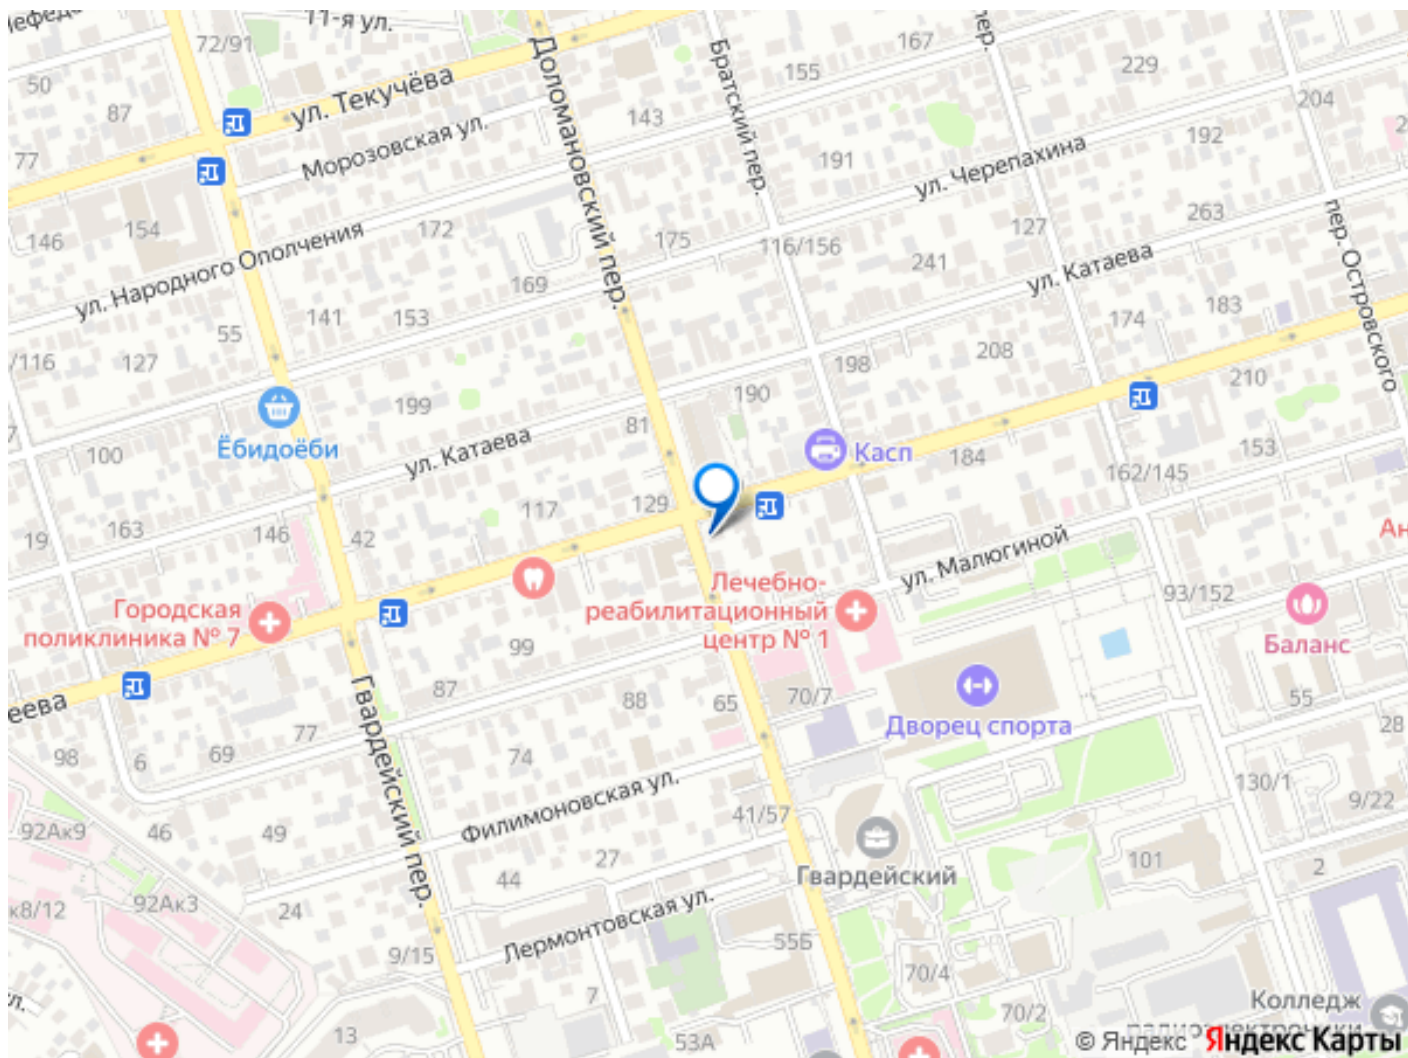 11-я ул.
72/91
ул. Текучёва
Доломановский пер.
Братский пер.
пер.
167
155
229
50
87
77
Морозовская ул.
143
204
192
191
ул. Черепахина
146
154
172
175
116/156
127
263
241
ул. Катаева
пер. Островского
ул. Народного Ополчения
169
153
141
55
/116
127
174
183
208
198
210
190
199
81
Ёбидоёби
ул. Катаева
Касп
184
153
162/145
100
163
146
19
42
117
129
ул. Малюгиной
93/152
Городская
поликлиника № 7
Лечебно-
реабилитационный
центр № 1
Баланс
99
87
88
65
70/7
Дворец спорта
55
28
еева
Гвардейский пер.
98
6
69
77
74
Филимоновская ул.
41/57
130/1
9/22
92Ак9
46
49
27
44
Гвардейский
101
2
к8/12
92Ак3
24
Лермонтовская ул.
9/15
55Б
70/4
7
70/2
13
53А
Колледж
радиоэлектроники
© Яндекс Яндекс Карты